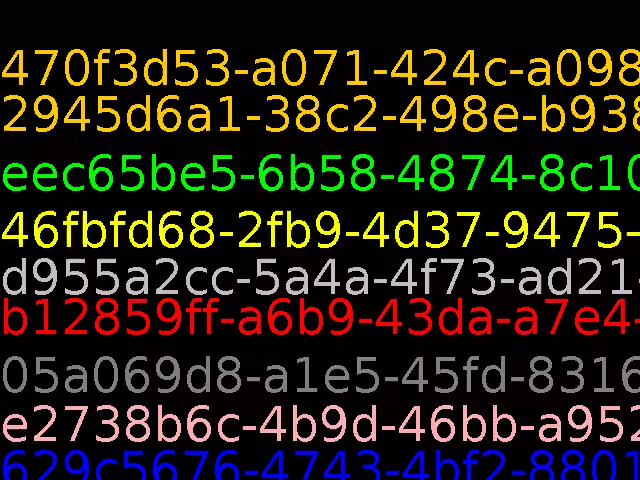 470f3d53-a071-424c-a098
2945d6a1-38c2-498e-b938
eec65be5-6b58-4874-8c10
46fbfd68-2fb9-4d37-9475-
d955a2cc-5a4a-4f73-ad21-
b12859ff-a6b9-43da-a7e4-
05a069d8-a1e5-45fd-8316
e2738b6c-4b9d-46bb-a952
629c5676-4743-4bf2-8801